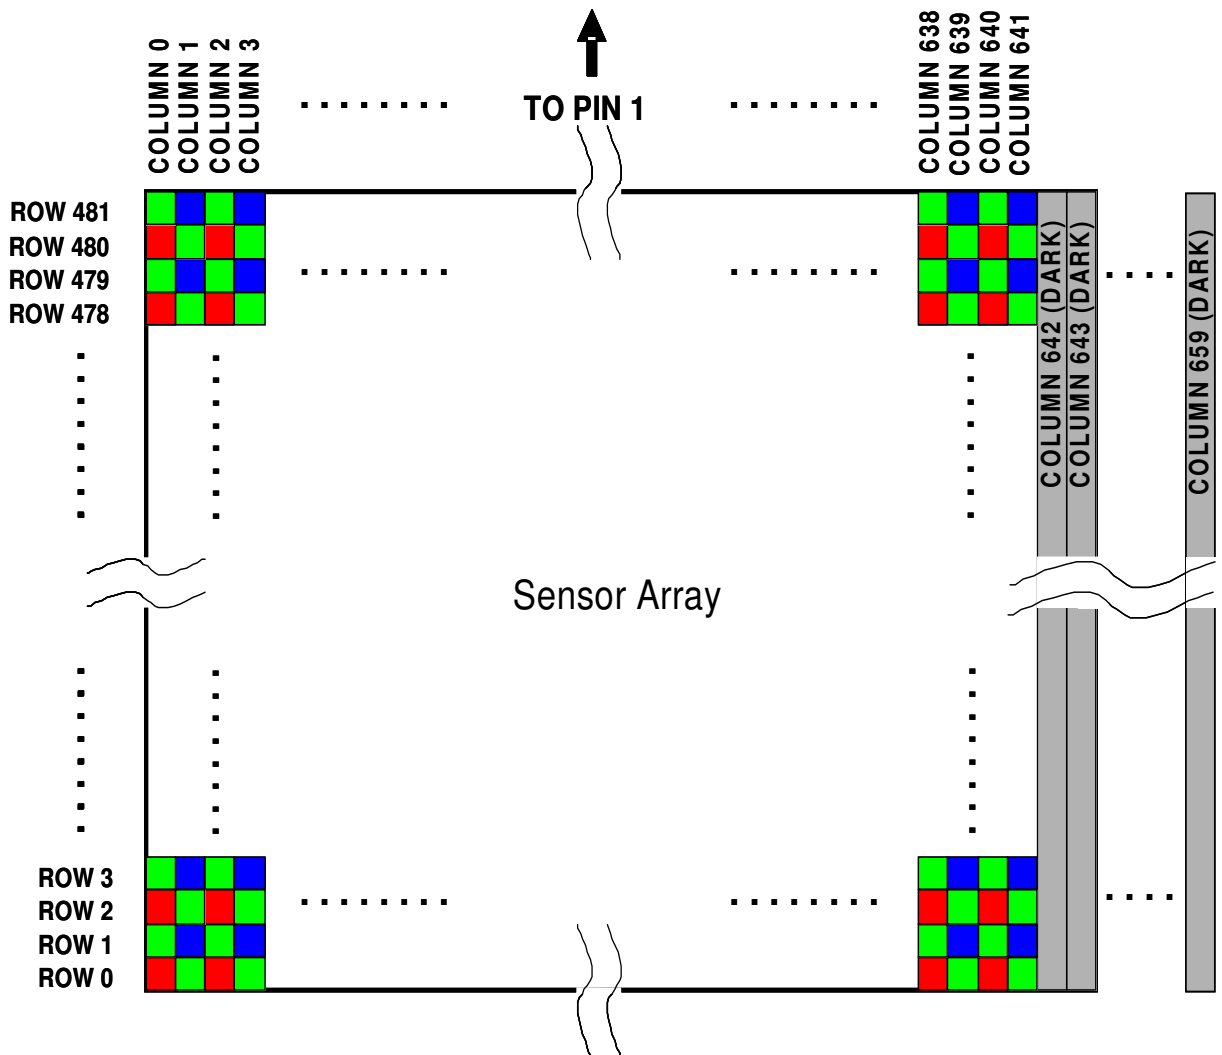 COLUMN 0
COLUMN 1
COLUMN 2
COLUMN 3
TO PIN 1
COLUMN 638
COLUMN 639
COLUMN 640
COLUMN 641
ROW 481
ROW 480
ROW 479
ROW 478
COLUMN 642 (DARK)
COLUMN 643 (DARK)
COLUMN 659 (DARK)
Sensor Array
ROW 3
ROW 2
ROW 1
ROW 0